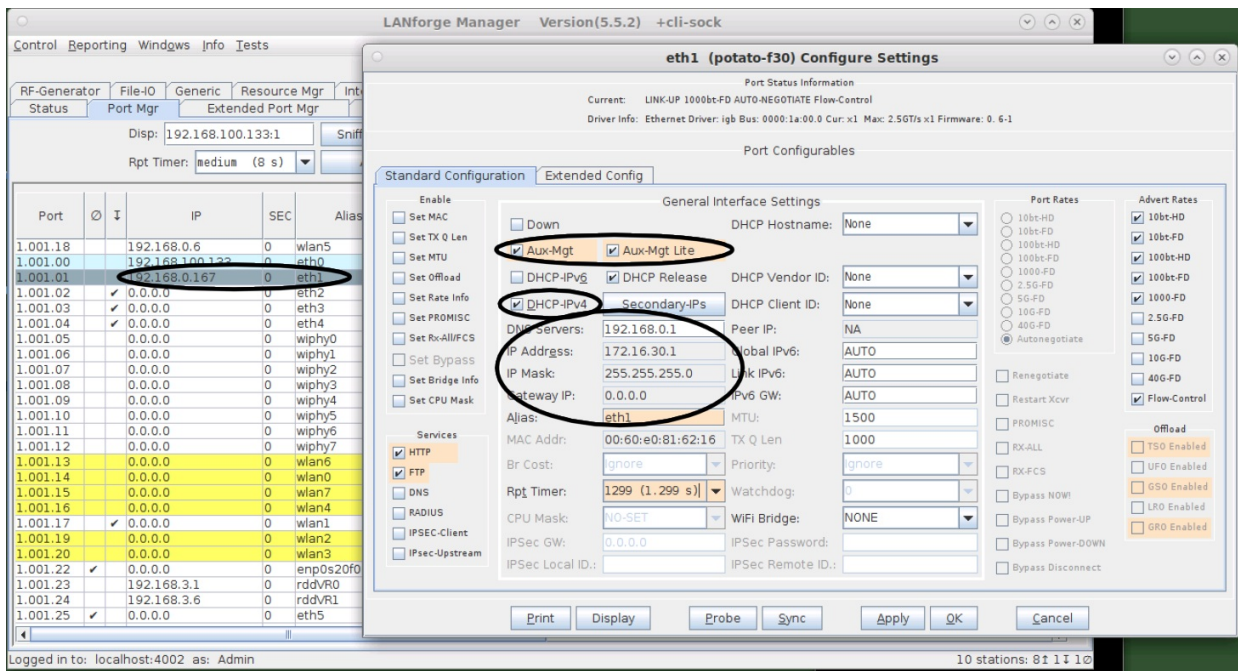 LANforge Manager Version(5.5.2) +cli-sock
Control Reporting Windows Info Tests
RF-Generator File-IO Generic Resource Mgr
Status Port Mgr Extended Port Mgr
Disp: 192.168.100.133:1
Rpt Timer: medium (8 s)
Port IP SEC Alias
1.001.18 192.168.0.6 0 wlan5
1.001.00 192.168.100.133 0 eth0
1.001.01 192.168.0.167 0 eth1
1.001.02 ✔ 0.0.0.0 0 eth2
1.001.03 ✔ 0.0.0.0 0 eth3
1.001.04 ✔ 0.0.0.0 0 eth4
1.001.05 0.0.0.0 0 wiphy0
1.001.06 0.0.0.0 0 wiphy1
1.001.07 0.0.0.0 0 wiphy2
1.001.08 0.0.0.0 0 wiphy3
1.001.09 0.0.0.0 0 wiphy4
1.001.10 0.0.0.0 0 wiphy5
1.001.11 0.0.0.0 0 wiphy6
1.001.12 0.0.0.0 0 wiphy7
1.001.13 0.0.0.0 0 wlan6
1.001.14 0.0.0.0 0 wlan0
1.001.15 0.0.0.0 0 wlan7
1.001.16 0.0.0.0 0 wlan4
1.001.17 ✔ 0.0.0.0 0 wlan1
1.001.19 0.0.0.0 0 wlan2
1.001.20 0.0.0.0 0 wlan3
1.001.22 ✔ 0.0.0.0 0 enp0s20f0
1.001.23 192.168.3.1 0 rddVR0
1.001.24 192.168.3.6 0 rddVR1
1.001.25 ✔ 0.0.0.0 0 eth5
Logged in to: localhost:4002 as: Admin
10 stations: 8↥ 1↧ 1∅
eth1 (potato-f30) Configure Settings
Port Status Information
Current: LINK-UP 1000bt-FD AUTO-NEGOTIATE Flow-Control
Driver Info: Ethernet Driver: igb Bus: 0000:1a:00.0 Cur: x1 Max: 2.5GT/s x1 Firmware: 0. 6-1
Port Configurables
Standard Configuration Extended Config
Enable
Set MAC
Set TX Q Len
Set MTU
Set Offload
Set Rate Info
Set PROMISC
Set Rx-All/FCS
Set Bypass
Set Bridge Info
Set CPU Mask
Services
HTTP
FTP
DNS
RADIUS
IPSEC-Client
IPsec-Upstream
General Interface Settings
Down DHCP Hostname: None
Aux-Mgt Aux-Mgt Lite
DHCP-IPv6 DHCP Release DHCP Vendor ID: None
DHCP-IPv4 Secondary-IPs DHCP Client ID: None
DNS Servers: 192.168.0.1 Peer IP: NA
IP Address: 172.16.30.1 Global IPv6: AUTO
IP Mask: 255.255.255.0 Link IPv6: AUTO
Gateway IP: 0.0.0.0 IPv6 GW: AUTO
Alias: eth1 MTU: 1500
MAC Addr: 00:60:e0:81:62:16 TX Q Len 1000
Br Cost: Ignore Priority: Ignore
Rpt Timer: 1299 (1.299 s) Watchdog: 0
CPU Mask: NO-SET WiFi Bridge: NONE
IPSec GW: 0.0.0.0 IPSec Password:
IPSec Local ID.: IPSec Remote ID.:
Port Rates
10bt-HD
10bt-FD
100bt-HD
100bt-FD
1000-FD
2.5G-FD
5G-FD
10G-FD
40G-FD
Autonegotiate
Renegotiate
Restart Xcvr
PROMISC
RX-ALL
RX-FCS
Bypass NOW!
Bypass Power-UP
Bypass Power-DOWN
Bypass Disconnect
Advert Rates
10bt-HD
10bt-FD
100bt-HD
100bt-FD
1000-FD
2.5G-FD
5G-FD
10G-FD
40G-FD
Flow-Control
Offload
TSO Enabled
UFO Enabled
GSO Enabled
LRO Enabled
GRO Enabled
Print Display Probe Sync Apply OK Cancel